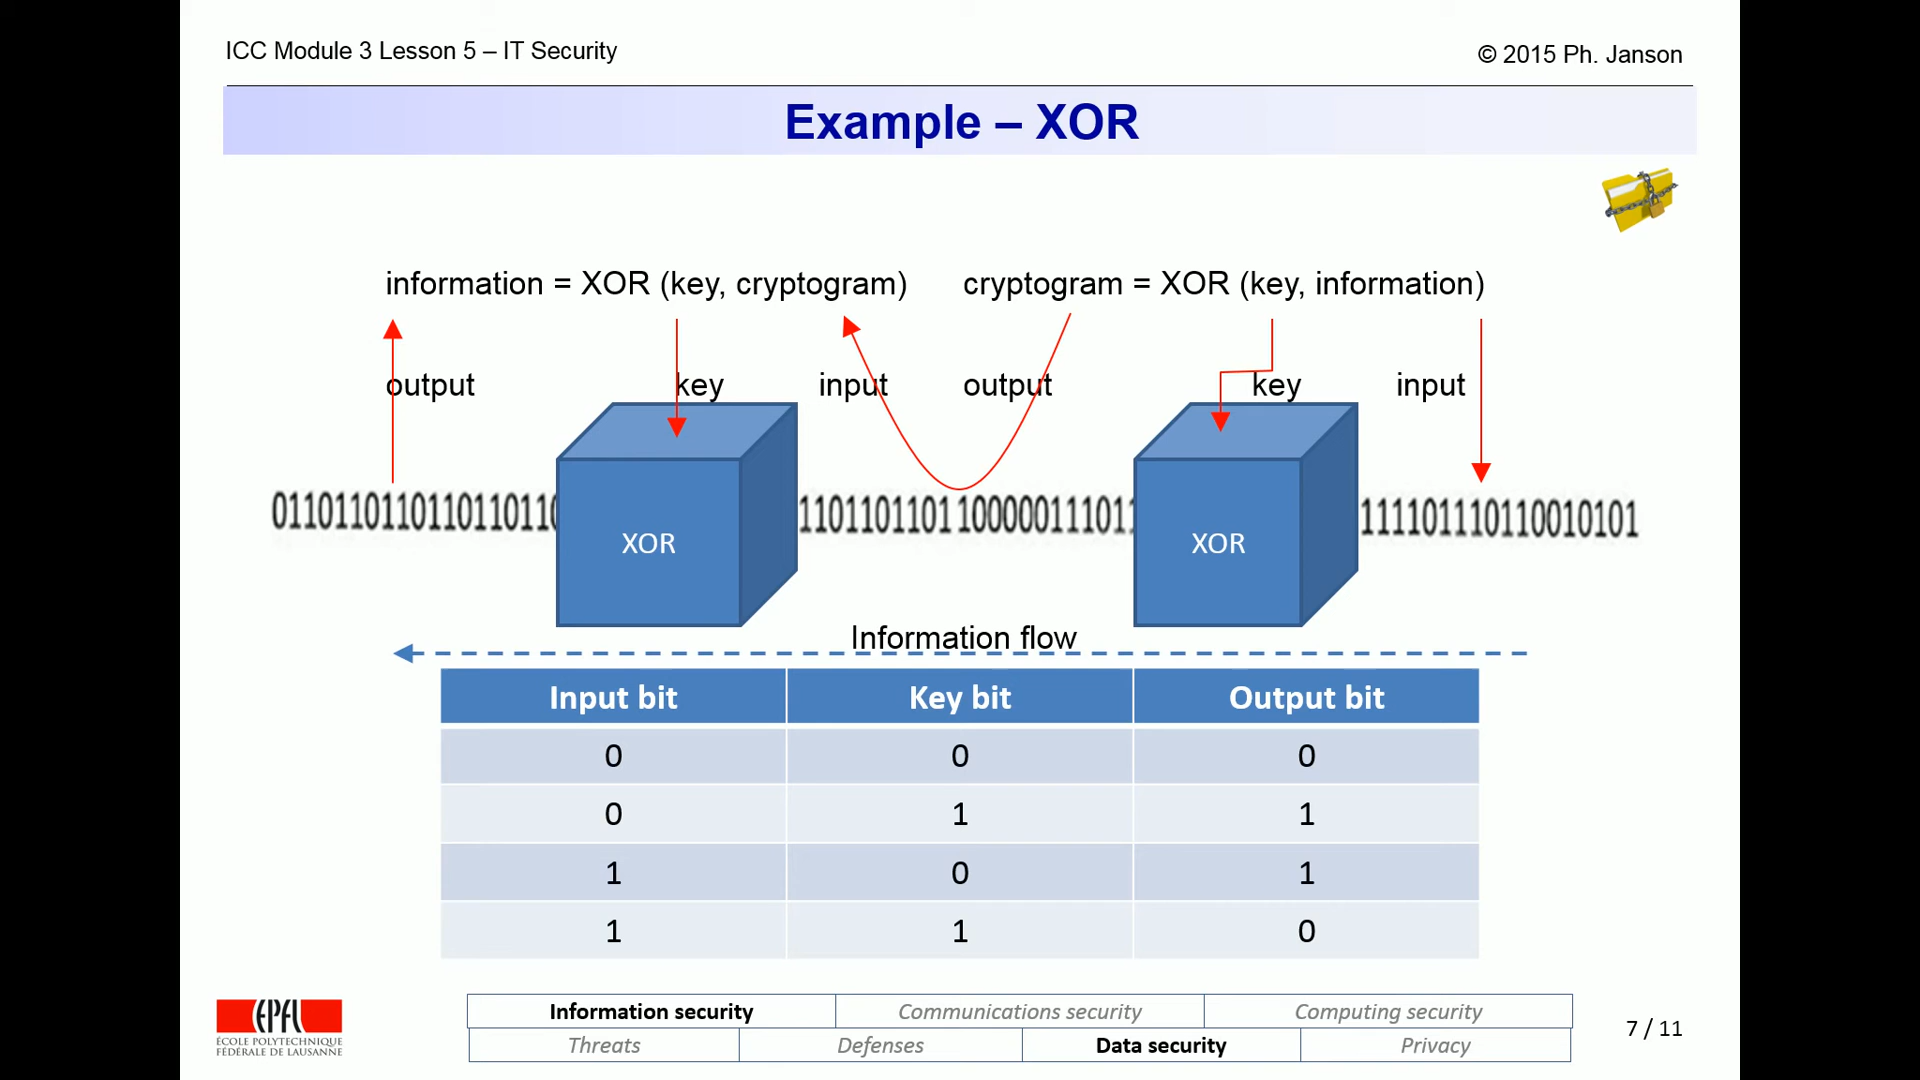 ICC Module 3 Lesson 5 – IT Security
© 2015 Ph. Janson
Example – XOR
information = XOR (key, cryptogram)
cryptogram = XOR (key, information)
output
key
input
output
key
input
0110110110110110110
XOR
1101101101100000111011
XOR
111101110110010101
Information flow
Input bit Key bit Output bit
0 0 0
0 1 1
1 0 1
1 1 0
EPFL
ÉCOLE POLYTECHNIQUE
FÉDÉRALE DE LAUSANNE
Information security Communications security Computing security
Threats Defenses Data security Privacy
7 / 11